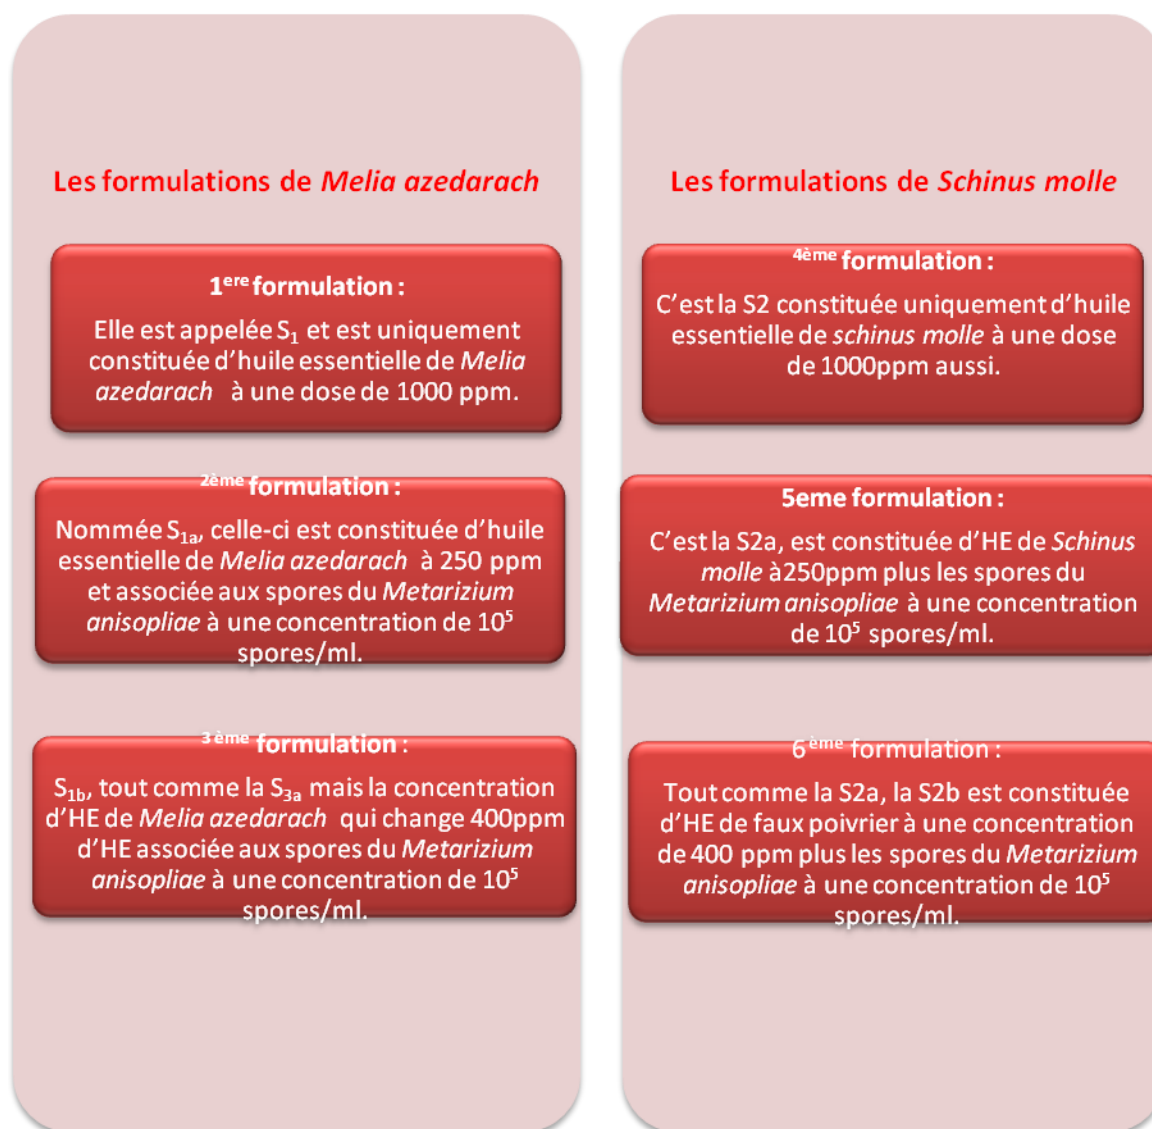 Les formulations de Melia azedarach
1ere formulation :
Elle est appelée S1 et est uniquement
constituée d'huile essentielle de Melia
azedarach à une dose de 1000 ppm.
2ème formulation :
Nommée S1a, celle-ci est constituée d'huile
essentielle de Melia azedarach à 250 ppm
et associée aux spores du Metarizium
anisopliae à une concentration de 10⁵
spores/ml.
3ème formulation :
S1b, tout comme la S3a mais la concentration
d'HE de Melia azedarach qui change 400ppm
d'HE associée aux spores du Metarizium
anisopliae à une concentration de 10⁵
spores/ml.
Les formulations de Schinus molle
4ème formulation :
C'est la S2 constituée uniquement d'huile
essentielle de schinus molle à une dose
de 1000ppm aussi.
5eme formulation :
C'est la S2a, est constituée d'HE de Schinus
molle à250ppm plus les spores du
Metarizium anisopliae à une concentration
de 10⁵ spores/ml.
6ème formulation :
Tout comme la S2a, la S2b est constituée
d'HE de faux poivrier à une concentration
de 400 ppm plus les spores du Metarizium
anisopliae à une concentration de 10⁵
spores/ml.